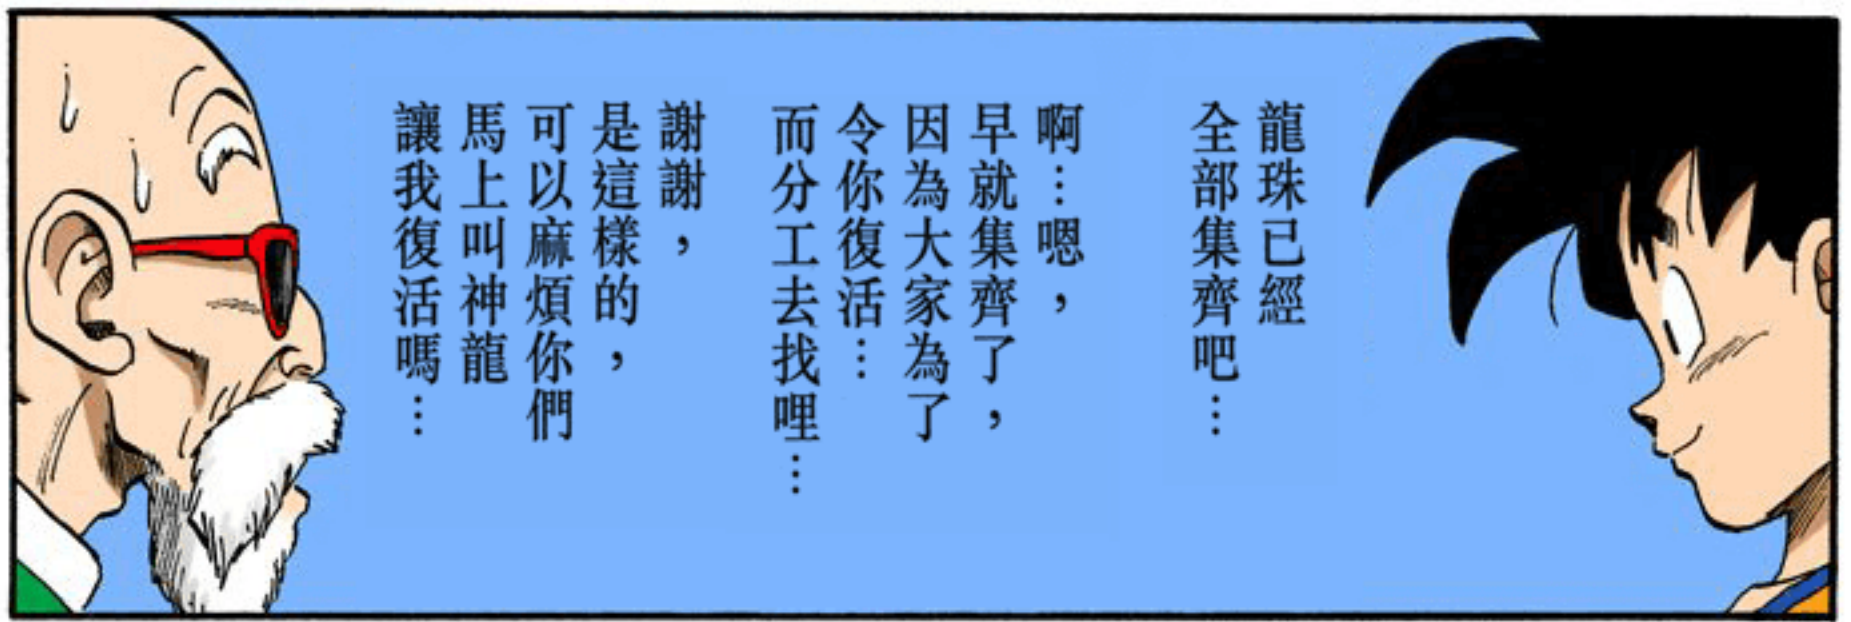 龍珠已經
全部集齊吧…
啊…嗯，
早就集齊了，
因為大家為了
令你復活…
而分工去找哩…
謝謝，
是這樣的，
可以麻煩你們
馬上叫神龍
讓我復活嗎…